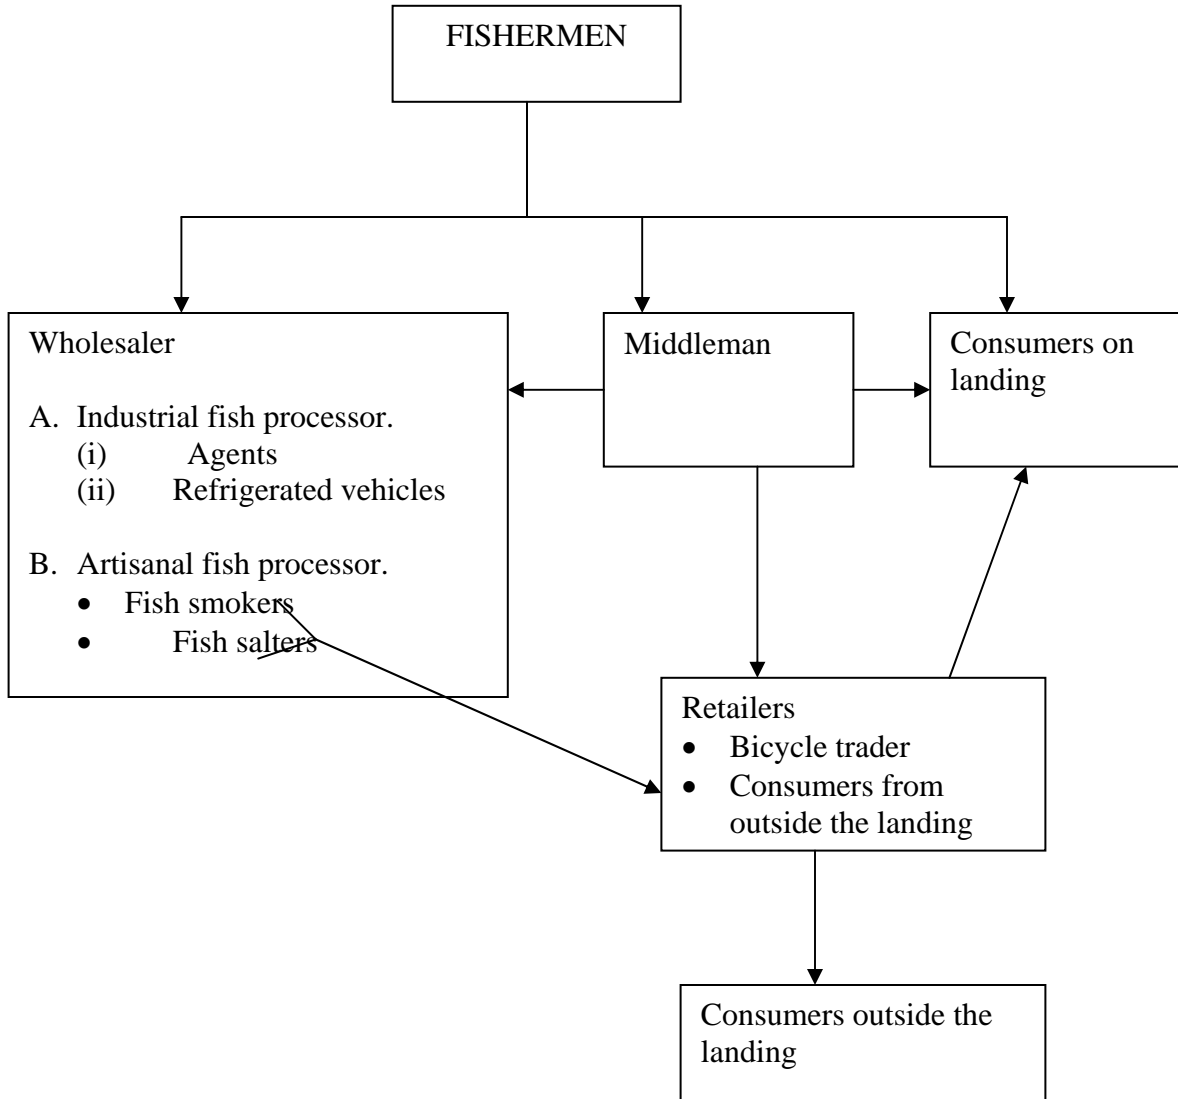 FISHERMEN
Wholesaler
A. Industrial fish processor.
(i) Agents
(ii) Refrigerated vehicles
B. Artisanal fish processor.
• Fish smokers
• Fish salters
Middleman
Consumers on
landing
Retailers
• Bicycle trader
• Consumers from
outside the landing
Consumers outside the
landing